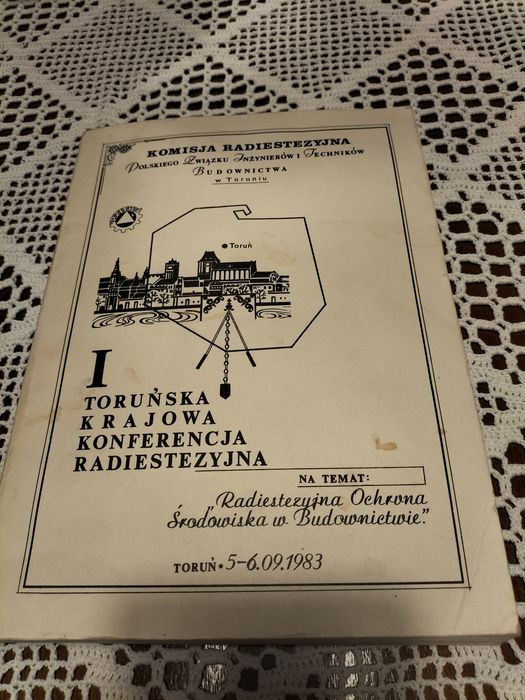 KOMISJA RADIESTEZYJNA
POLSKIEGO ZWIĄZKU INŻYNIERÓW I TECHNIKÓW
BUDOWNICTWA
w Toruniu
Toruń
I
TORUŃSKA
KRAJOWA
KONFERENCJA
RADIESTEZYJNA
NA TEMAT:
„Radiestezyjna Ochrona
Środowiska w Budownictwie."
TORUŃ * 5-6.09.1983